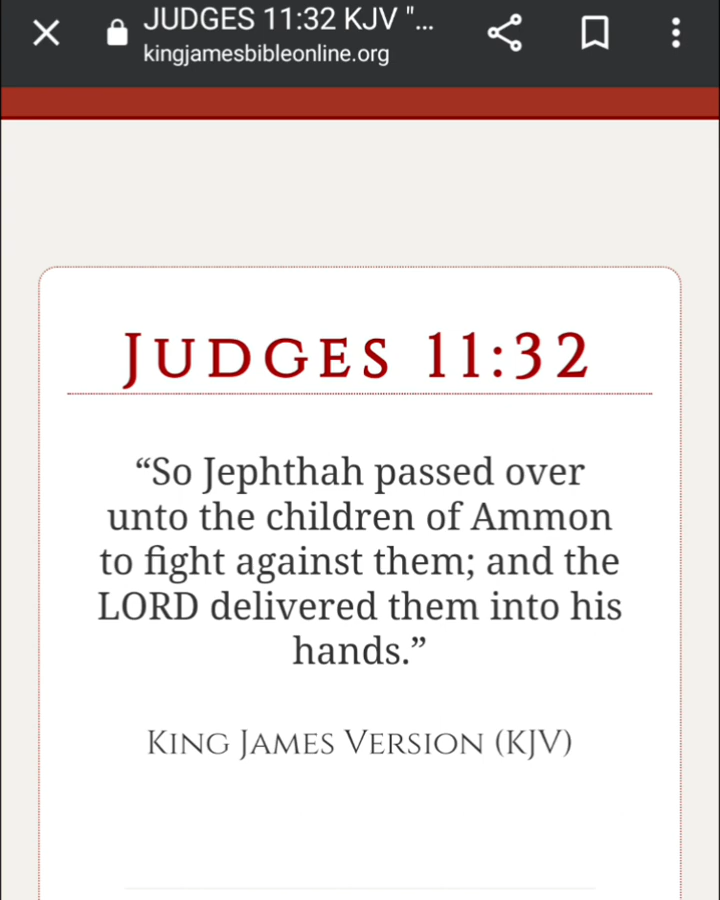 JUDGES 11:32 KJV "...
kingjamesbibleonline.org
JUDGES 11:32
“So Jephthah passed over
unto the children of Ammon
to fight against them; and the
LORD delivered them into his
hands.”
KING JAMES VERSION (KJV)